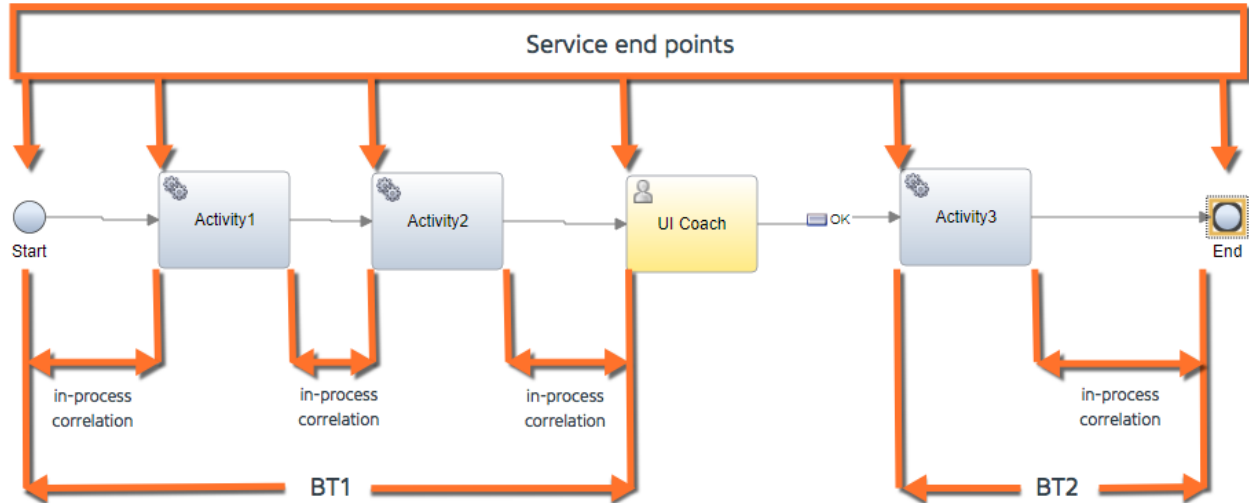 Service end points
Activity1
Activity2
UI Coach
OK
Activity3
Start
End
in-process
correlation
in-process
correlation
in-process
correlation
in-process
correlation
BT1
BT2